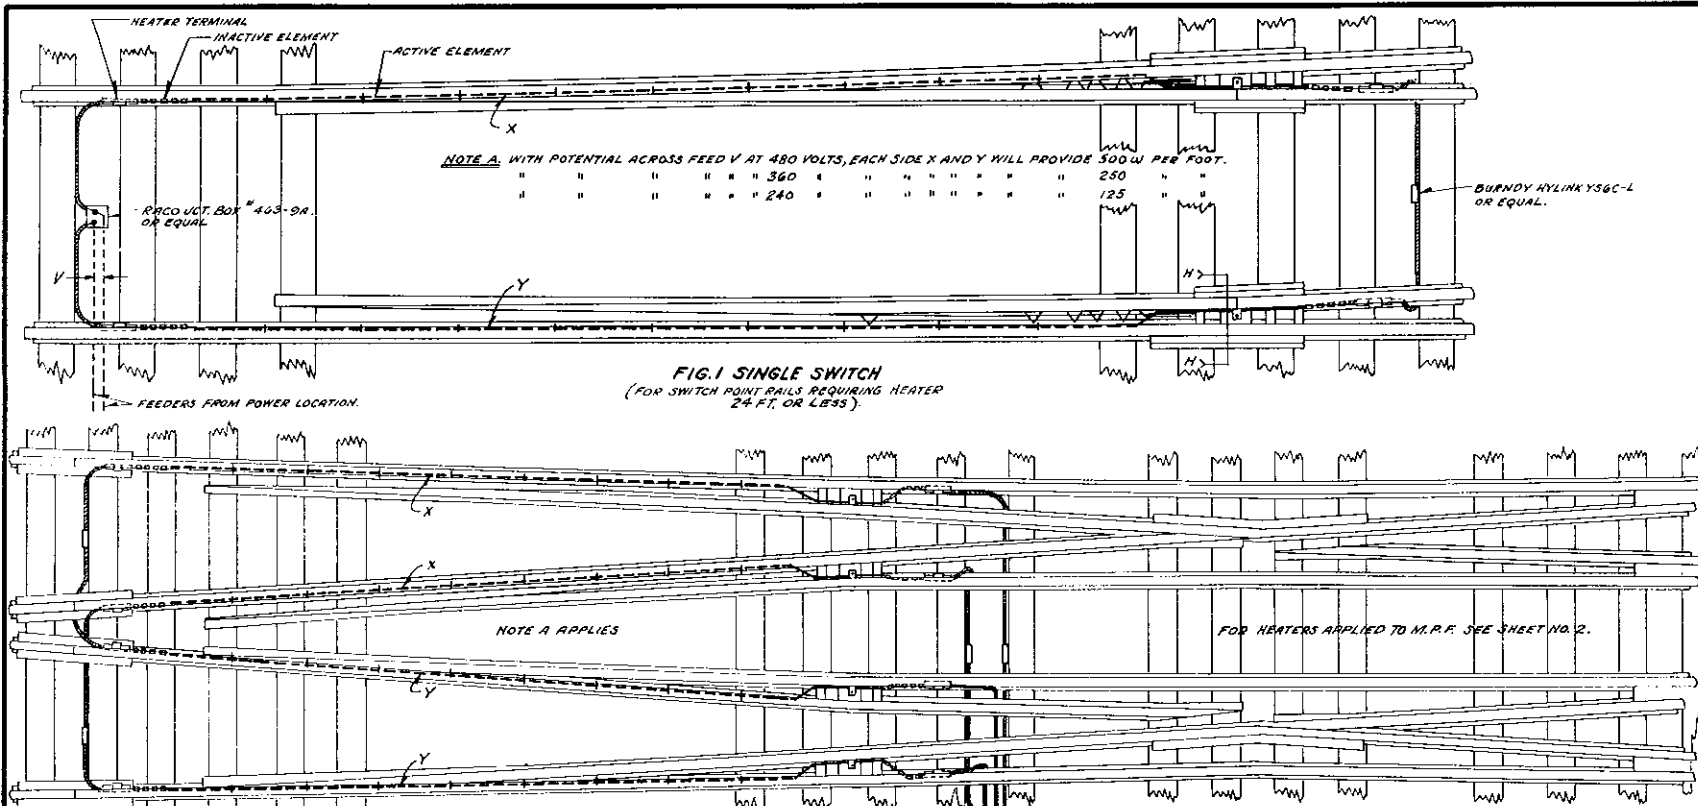 HEATER TERMINAL
INACTIVE ELEMENT
ACTIVE ELEMENT
X
NOTE A. WITH POTENTIAL ACROSS FEED V AT 480 VOLTS, EACH SIDE X AND Y WILL PROVIDE 500 W PER FOOT.
" " " " " " 360 " " " " " " " " 250 " "
" " " " " " 240 " " " " " " " " 125 " "
RACO JCT. BOX #463-9A.
OR EQUAL
BURNDY HYLINK YS6C-L
OR EQUAL.
V
Y
H
H
FIG.1 SINGLE SWITCH
(FOR SWITCH POINT RAILS REQUIRING HEATER
24 FT. OR LESS).
FEEDERS FROM POWER LOCATION.
X
X
NOTE A APPLIES
FOR HEATERS APPLIED TO M.P.F. SEE SHEET NO. 2.
Y
Y